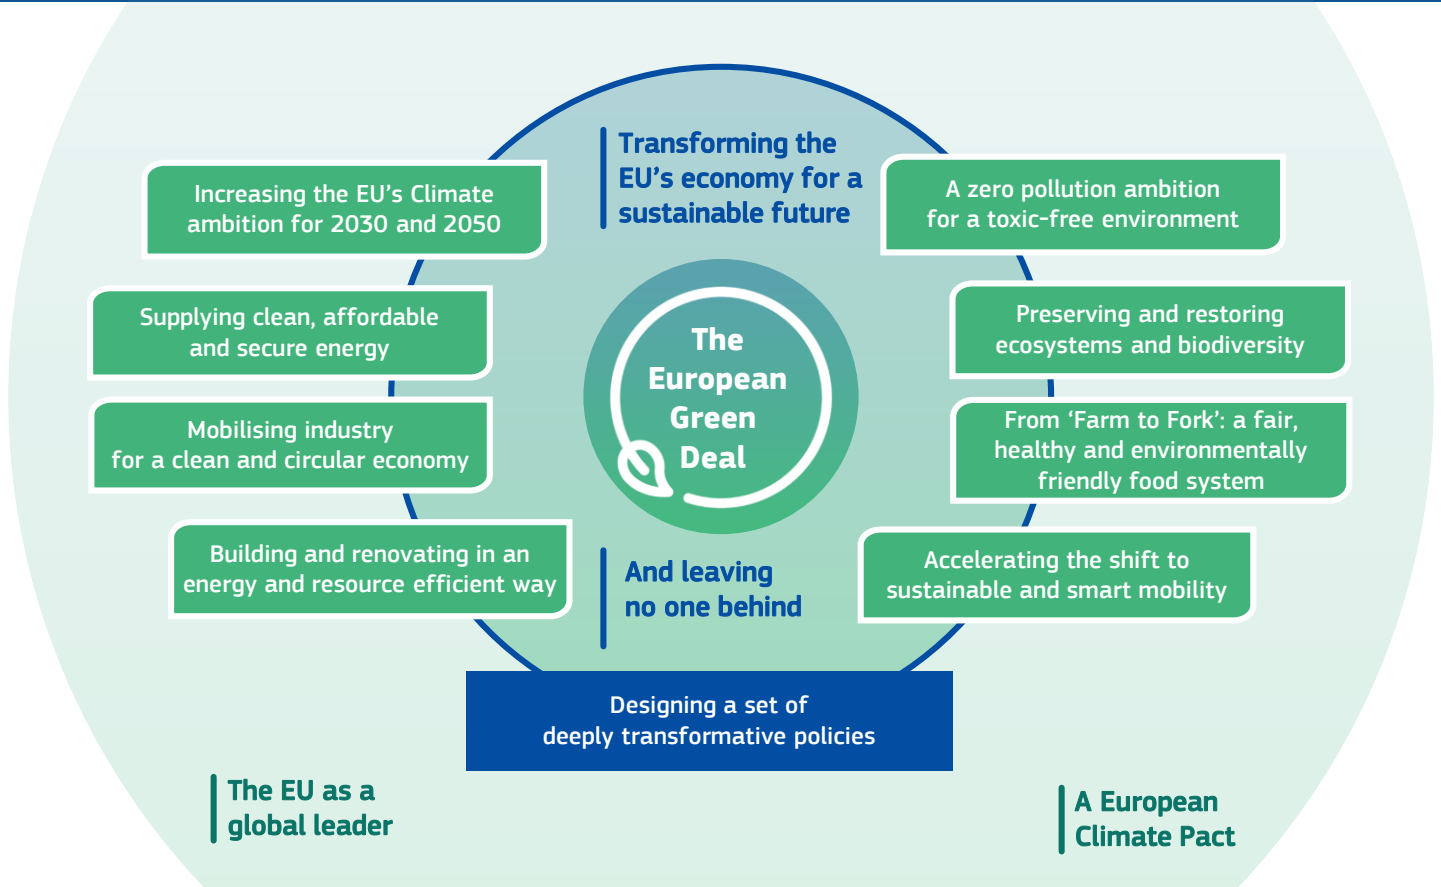 Transforming the
EU's economy for a
sustainable future
Increasing the EU's Climate
ambition for 2030 and 2050
Supplying clean, affordable
and secure energy
Mobilising industry
for a clean and circular economy
Building and renovating in an
energy and resource efficient way
The
European
Green
Deal
A zero pollution ambition
for a toxic-free environment
Preserving and restoring
ecosystems and biodiversity
From ‘Farm to Fork’: a fair,
healthy and environmentally
friendly food system
Accelerating the shift to
sustainable and smart mobility
And leaving
no one behind
Designing a set of
deeply transformative policies
The EU as a
global leader
A European
Climate Pact